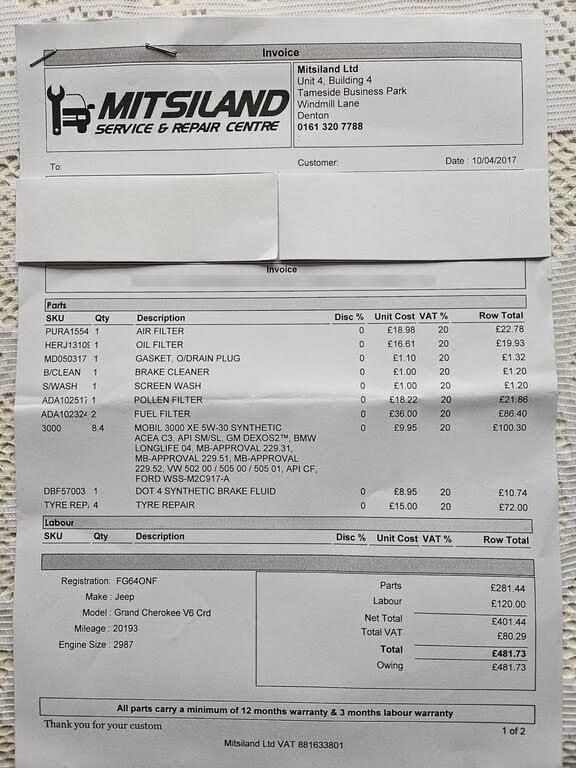 Invoice
MITSILAND
SERVICE & REPAIR CENTRE
Mitsiland Ltd
Unit 4, Building 4
Tameside Business Park
Windmill Lane
Denton
0161 320 7788
To: Customer: Date : 10/04/2017
Invoice
Parts
SKU Qty Description Disc % Unit Cost VAT % Row Total
PURA1554 1 AIR FILTER 0 £18.98 20 £22.78
HERJ1310 1 OIL FILTER 0 £16.61 20 £19.93
MD050317 1 GASKET, O/DRAIN PLUG 0 £1.10 20 £1.32
B/CLEAN 1 BRAKE CLEANER 0 £1.00 20 £1.20
S/WASH 1 SCREEN WASH 0 £1.00 20 £1.20
ADA102517 1 POLLEN FILTER 0 £18.22 20 £21.86
ADA102324 2 FUEL FILTER 0 £36.00 20 £86.40
3000 8.4 MOBIL 3000 XE 5W-30 SYNTHETIC 0 £9.95 20 £100.30
ACEA C3, API SM/SL, GM DEXOS2™, BMW
LONGLIFE 04, MB-APPROVAL 229.31,
MB-APPROVAL 229.51, MB-APPROVAL
229.52, VW 502 00 / 505 00 / 505 01, API CF,
FORD WSS-M2C917-A
DBF57003 1 DOT 4 SYNTHETIC BRAKE FLUID 0 £8.95 20 £10.74
TYRE REP. 4 TYRE REPAIR 0 £15.00 20 £72.00
Labour
SKU Qty Description Disc % Unit Cost VAT % Row Total
Registration: FG64ONF
Make : Jeep
Model : Grand Cherokee V6 Crd
Mileage : 20193
Engine Size : 2987
Parts £281.44
Labour £120.00
Net Total £401.44
Total VAT £80.29
Total £481.73
Owing £481.73
All parts carry a minimum of 12 months warranty & 3 months labour warranty
Thank you for your custom
1 of 2
Mitsiland Ltd VAT 881633801